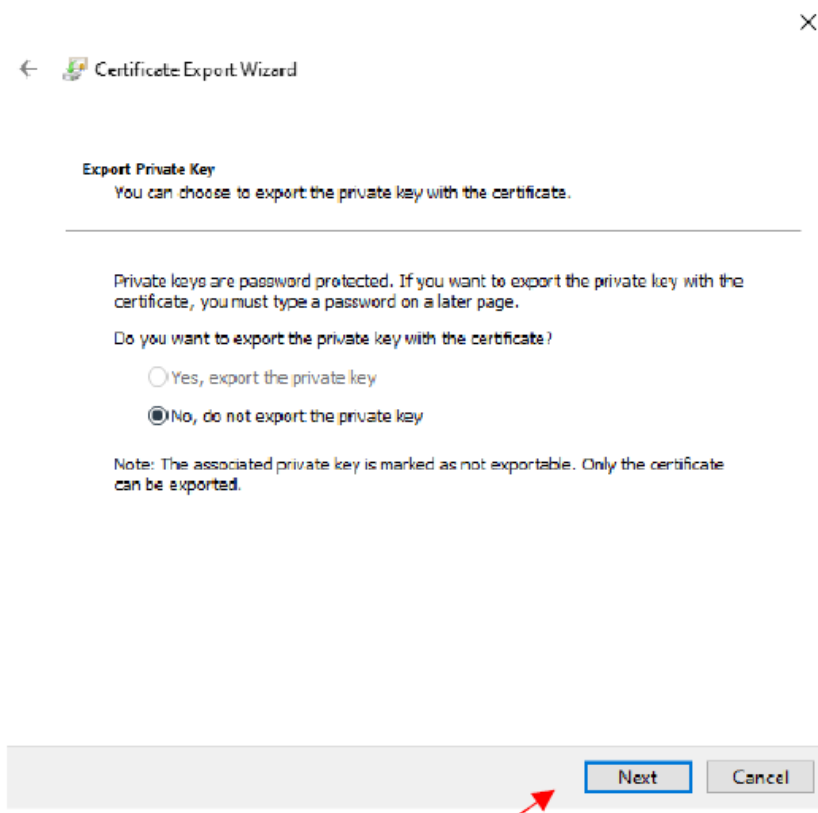 Certificate Export Wizard
Export Private Key
You can choose to export the private key with the certificate.
Private keys are password protected. If you want to export the private key with the
certificate, you must type a password on a later page.
Do you want to export the private key with the certificate?
Yes, export the private key
No, do not export the private key
Note: The associated private key is marked as not exportable. Only the certificate
can be exported.
Next Cancel